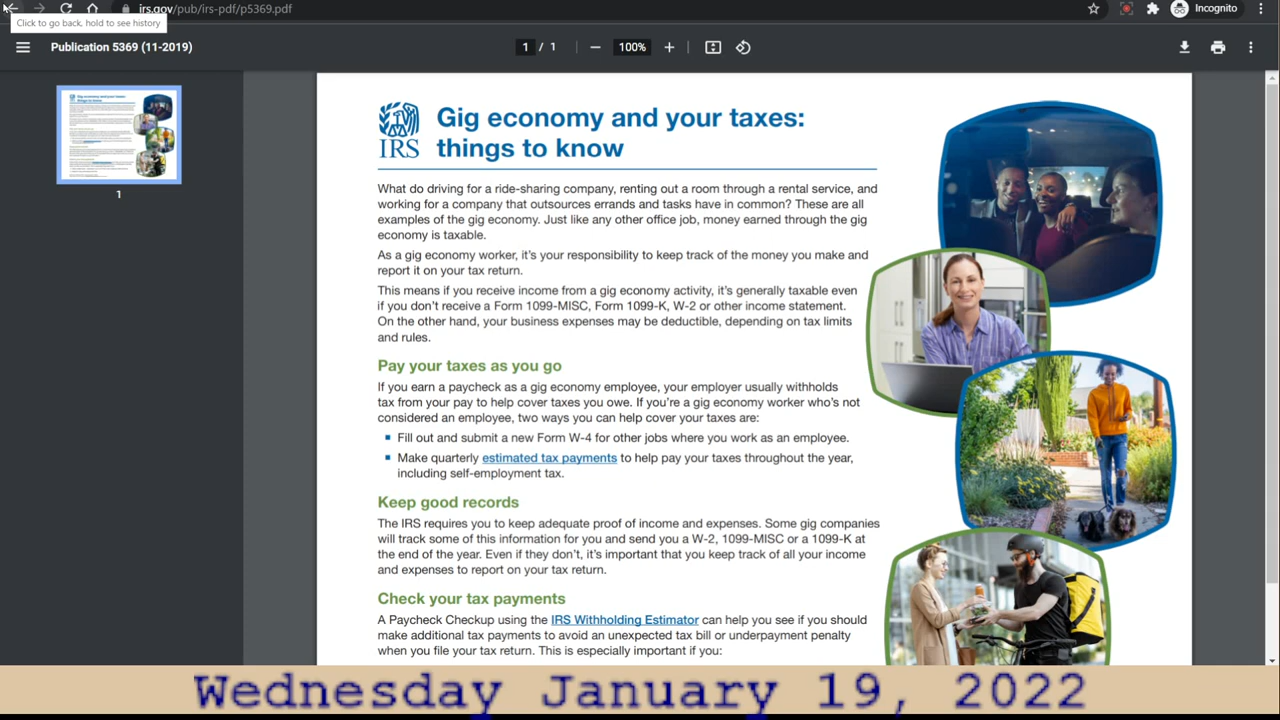 irs.gov/pub/irs-pdf/p5369.pdf
Incognito
Click to go back, hold to see history
Publication 5369 (11-2019)
1 / 1
100%
Gig economy and your taxes:
things to know
IRS
What do driving for a ride-sharing company, renting out a room through a rental service, and
working for a company that outsources errands and tasks have in common? These are all
examples of the gig economy. Just like any other office job, money earned through the gig
economy is taxable.
As a gig economy worker, it's your responsibility to keep track of the money you make and
report it on your tax return.
This means if you receive income from a gig economy activity, it's generally taxable even
if you don't receive a Form 1099-MISC, Form 1099-K, W-2 or other income statement.
On the other hand, your business expenses may be deductible, depending on tax limits
and rules.
Pay your taxes as you go
If you earn a paycheck as a gig economy employee, your employer usually withholds
tax from your pay to help cover taxes you owe. If you're a gig economy worker who's not
considered an employee, two ways you can help cover your taxes are:
Fill out and submit a new Form W-4 for other jobs where you work as an employee.
Make quarterly estimated tax payments to help pay your taxes throughout the year,
including self-employment tax.
Keep good records
The IRS requires you to keep adequate proof of income and expenses. Some gig companies
will track some of this information for you and send you a W-2, 1099-MISC or a 1099-K at
the end of the year. Even if they don't, it's important that you keep track of all your income
and expenses to report on your tax return.
Check your tax payments
A Paycheck Checkup using the IRS Withholding Estimator can help you see if you should
make additional tax payments to avoid an unexpected tax bill or underpayment penalty
when you file your tax return. This is especially important if you:
1
Wednesday January 19, 2022